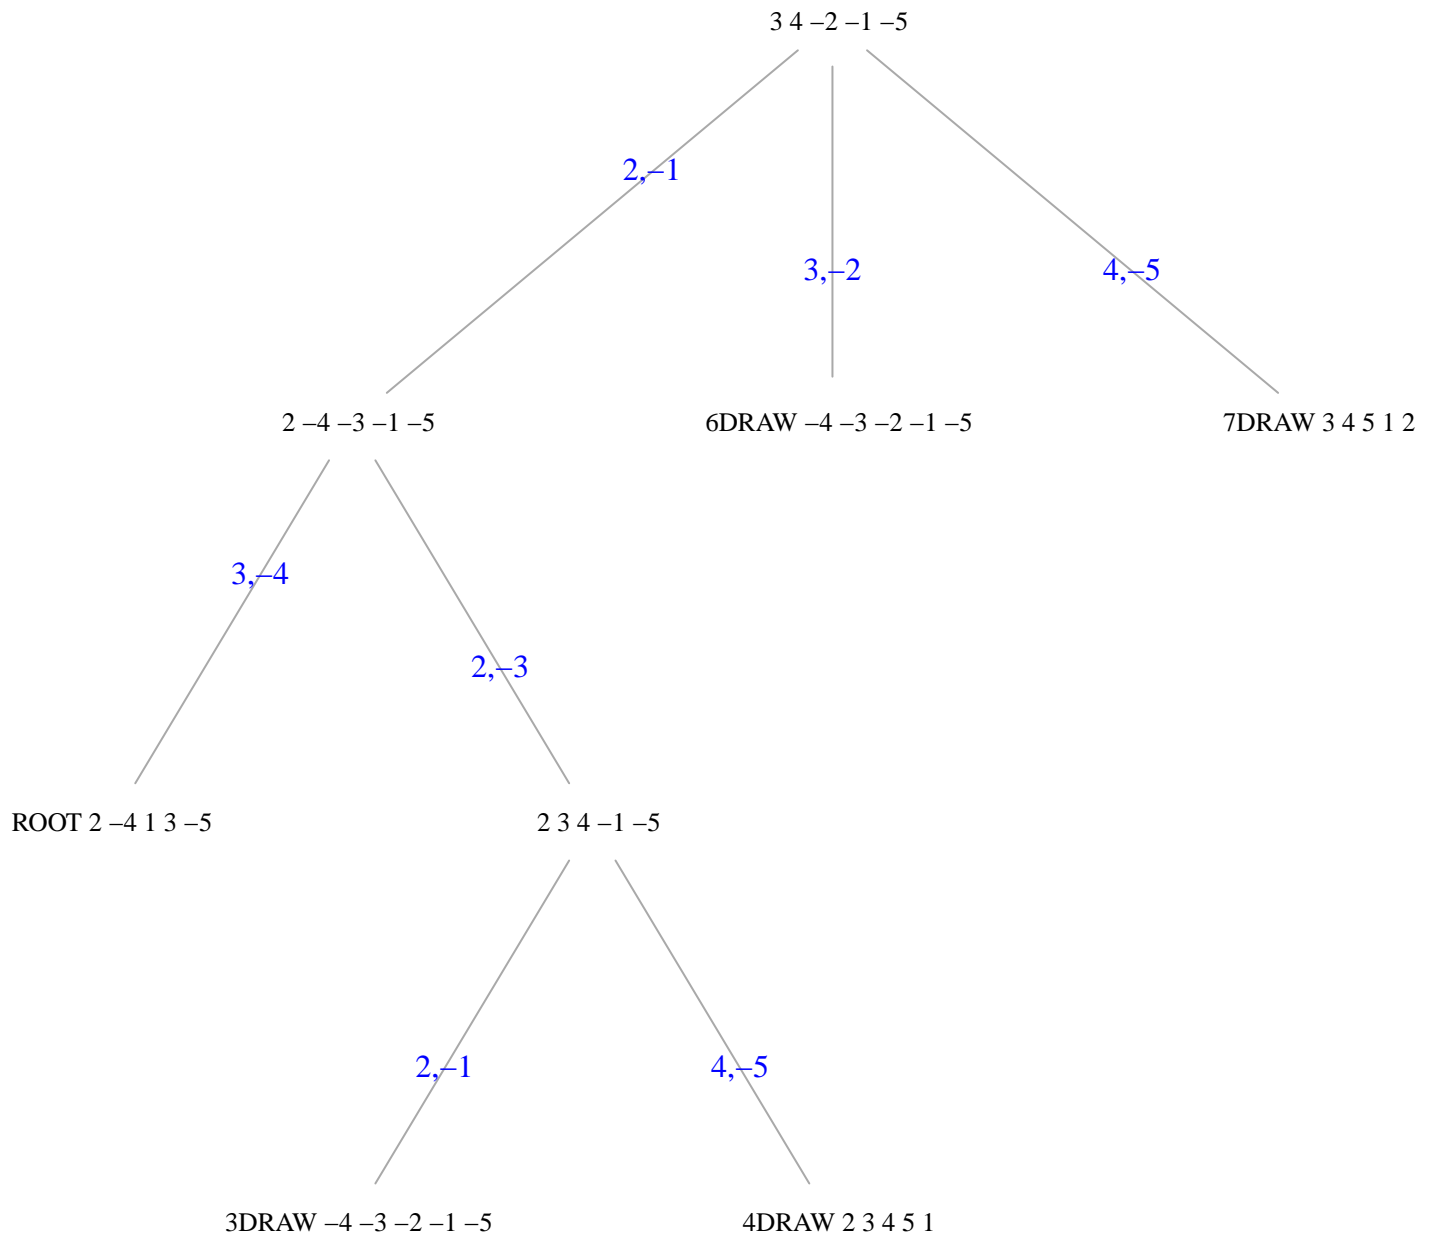 3 4 –2 –1 –5
2,–1
3,–2
4,–5
2 –4 –3 –1 –5
6DRAW –4 –3 –2 –1 –5
7DRAW 3 4 5 1 2
3,–4
2,–3
ROOT 2 –4 1 3 –5
2 3 4 –1 –5
2,–1
4,–5
3DRAW –4 –3 –2 –1 –5
4DRAW 2 3 4 5 1